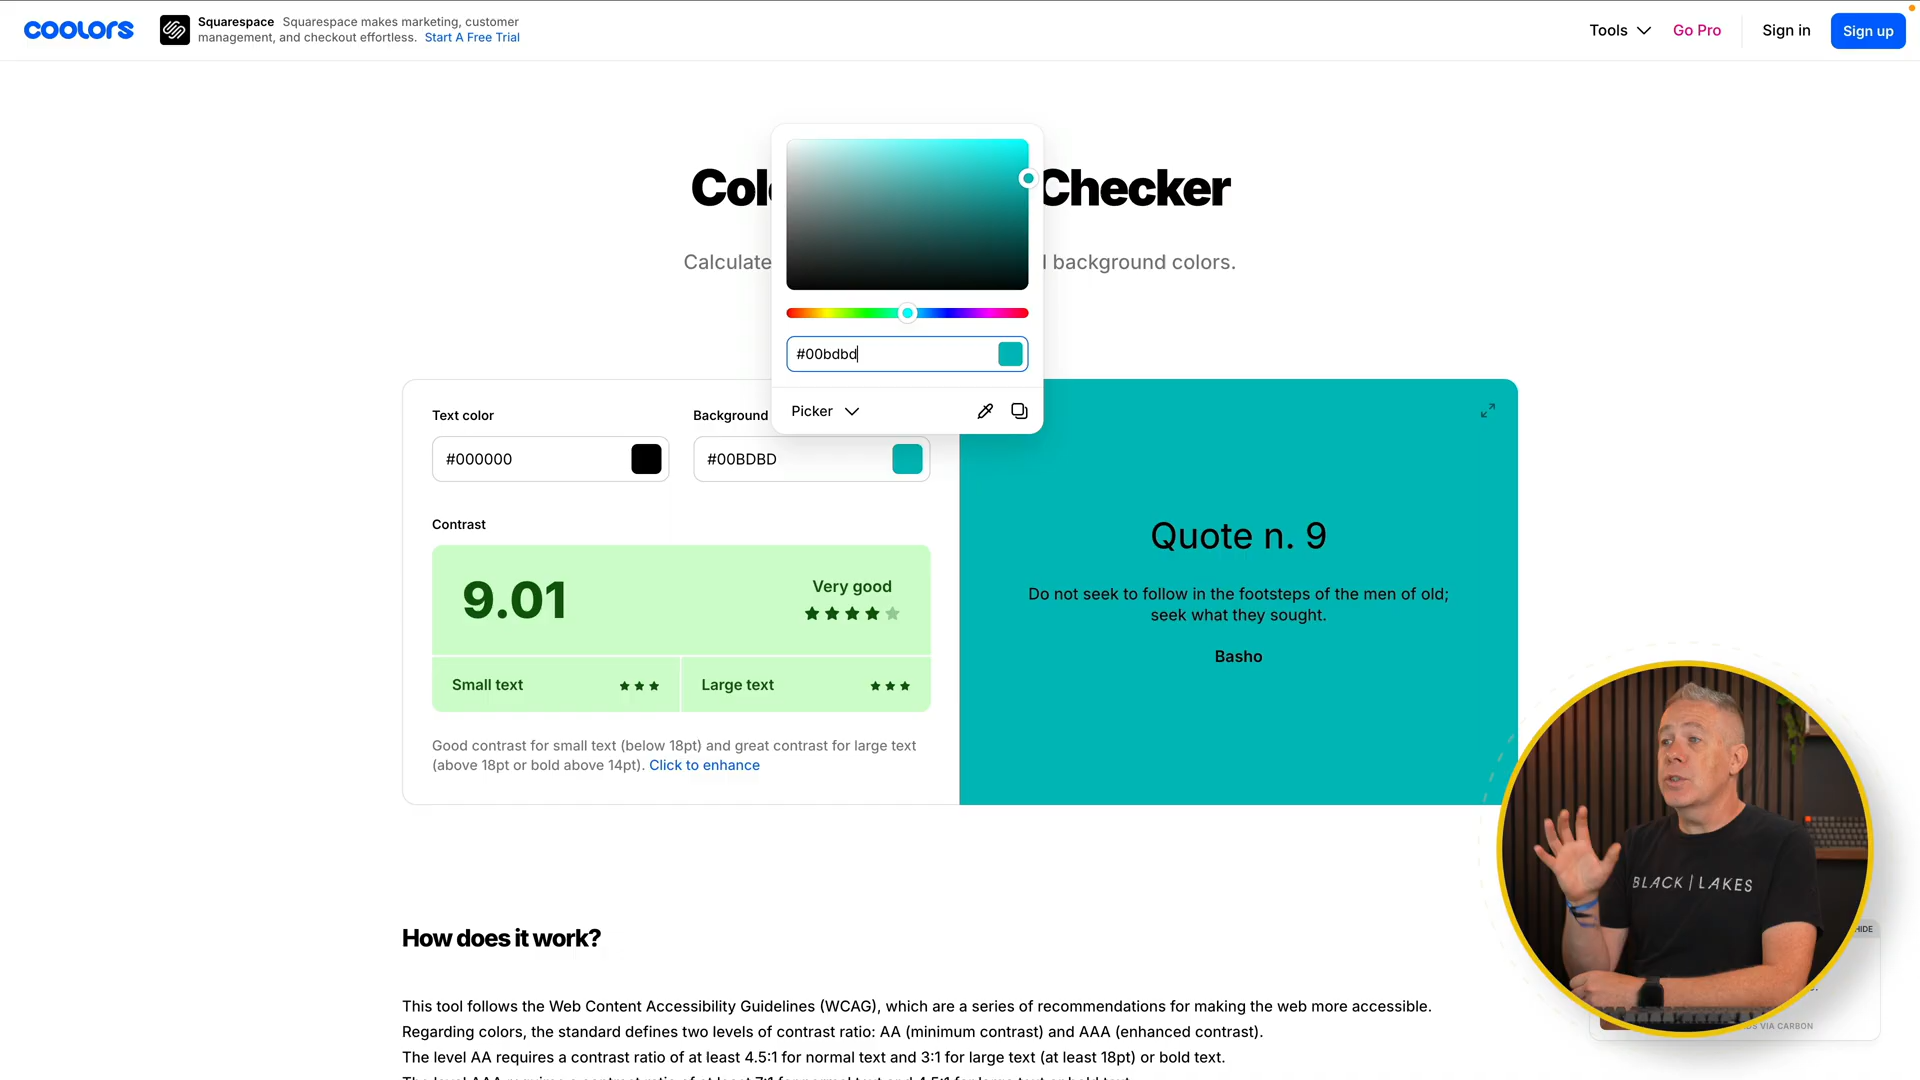 coolors
Squarespace Squarespace makes marketing, customer
management, and checkout effortless. Start A Free Trial
Tools
Go Pro
Sign in
Sign up
Checker
Calculate
background colors.
#00bdbd
Picker
Text color
Background
#000000
#00BDBD
Contrast
9.01
Very good
Small text
Large text
Good contrast for small text (below 18pt) and great contrast for large text
(above 18pt or bold above 14pt). Click to enhance
Quote n. 9
Do not seek to follow in the footsteps of the men of old;
seek what they sought.
Basho
BLACK | LAKES
HIDE
VIA CARBON
How does it work?
This tool follows the Web Content Accessibility Guidelines (WCAG), which are a series of recommendations for making the web more accessible.
Regarding colors, the standard defines two levels of contrast ratio: AA (minimum contrast) and AAA (enhanced contrast).
The level AA requires a contrast ratio of at least 4.5:1 for normal text and 3:1 for large text (at least 18pt) or bold text.